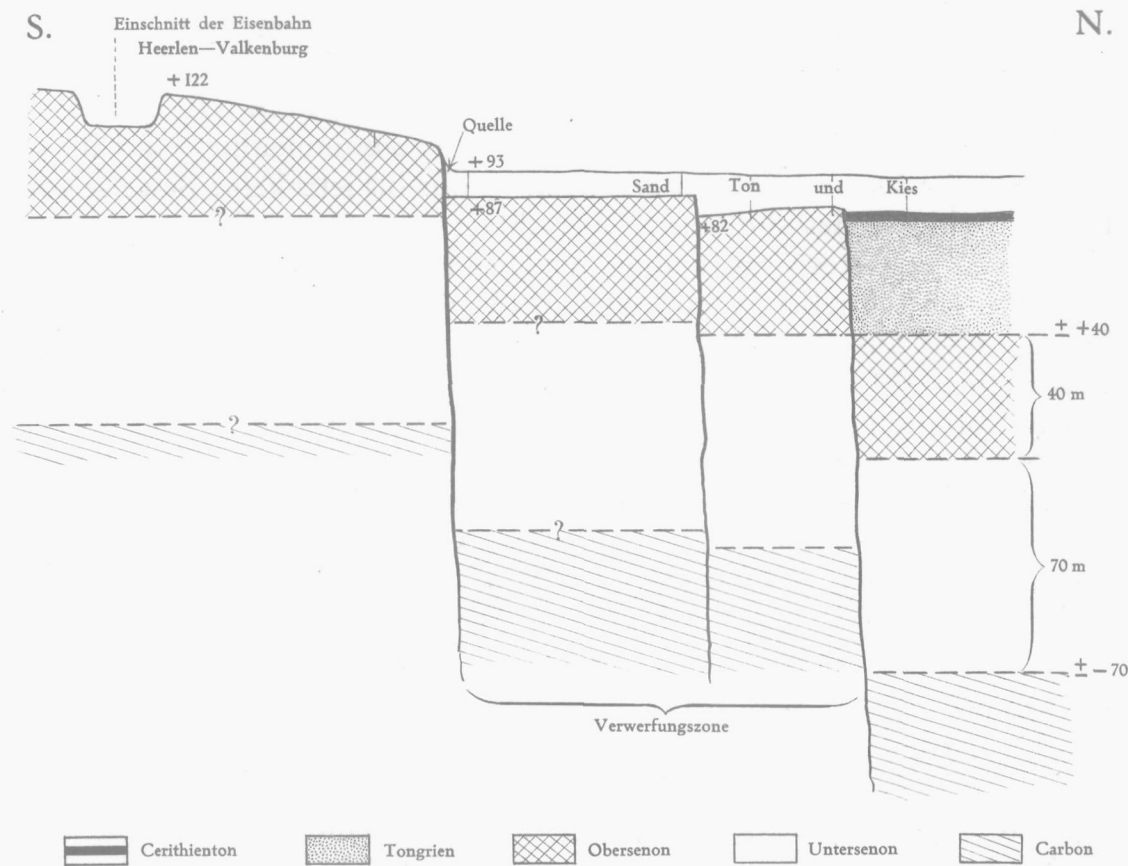 S.
N.
Einschnitt der Eisenbahn
Heerlen—Valkenburg
+ 122
Quelle
+ 93
Sand Ton und Kies
+87
+82
?
?
± +40
40 m
?
?
70 m
± −70
Verwerfungszone
Cerithienton Tongrien Obersenon Untersenon Carbon